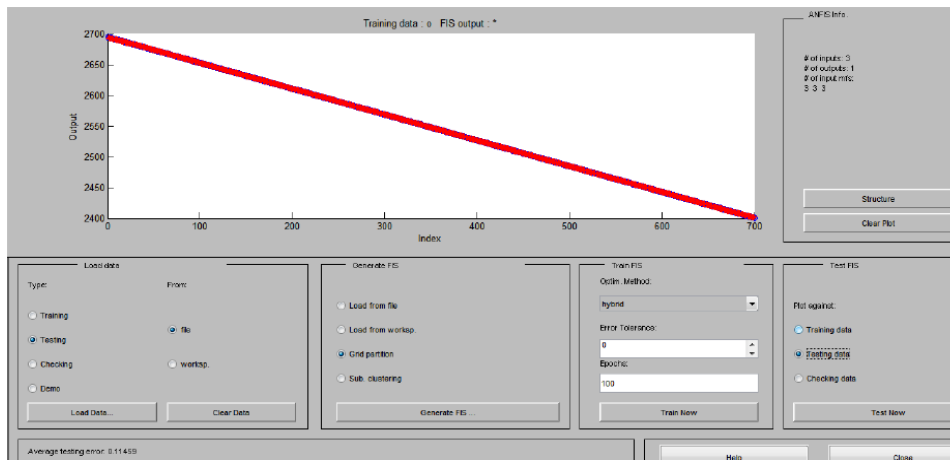 Training data : o FIS output : *
ANFIS Info.
2700
2650
2600
2550
2500
2450
2400
Output
0
100
200
300
400
500
600
700
Index
# of inputs: 3
# of outputs: 1
# of input mfs:
3 3 3
Structure
Clear Plot
Load data
Type:
From:
Training
Testing
Checking
Demo
file
worksp.
Load Data...
Clear Data
Generate FIS
Load from file
Load from worksp.
Grid partition
Sub. clustering
Generate FIS ...
Train FIS
Optim. Method:
hybrid
Error Tolerance:
0
Epochs:
100
Train Now
Test FIS
Plot against:
Training data
Testing data
Checking data
Test Now
Average testing error: 0.11459
Help
Close